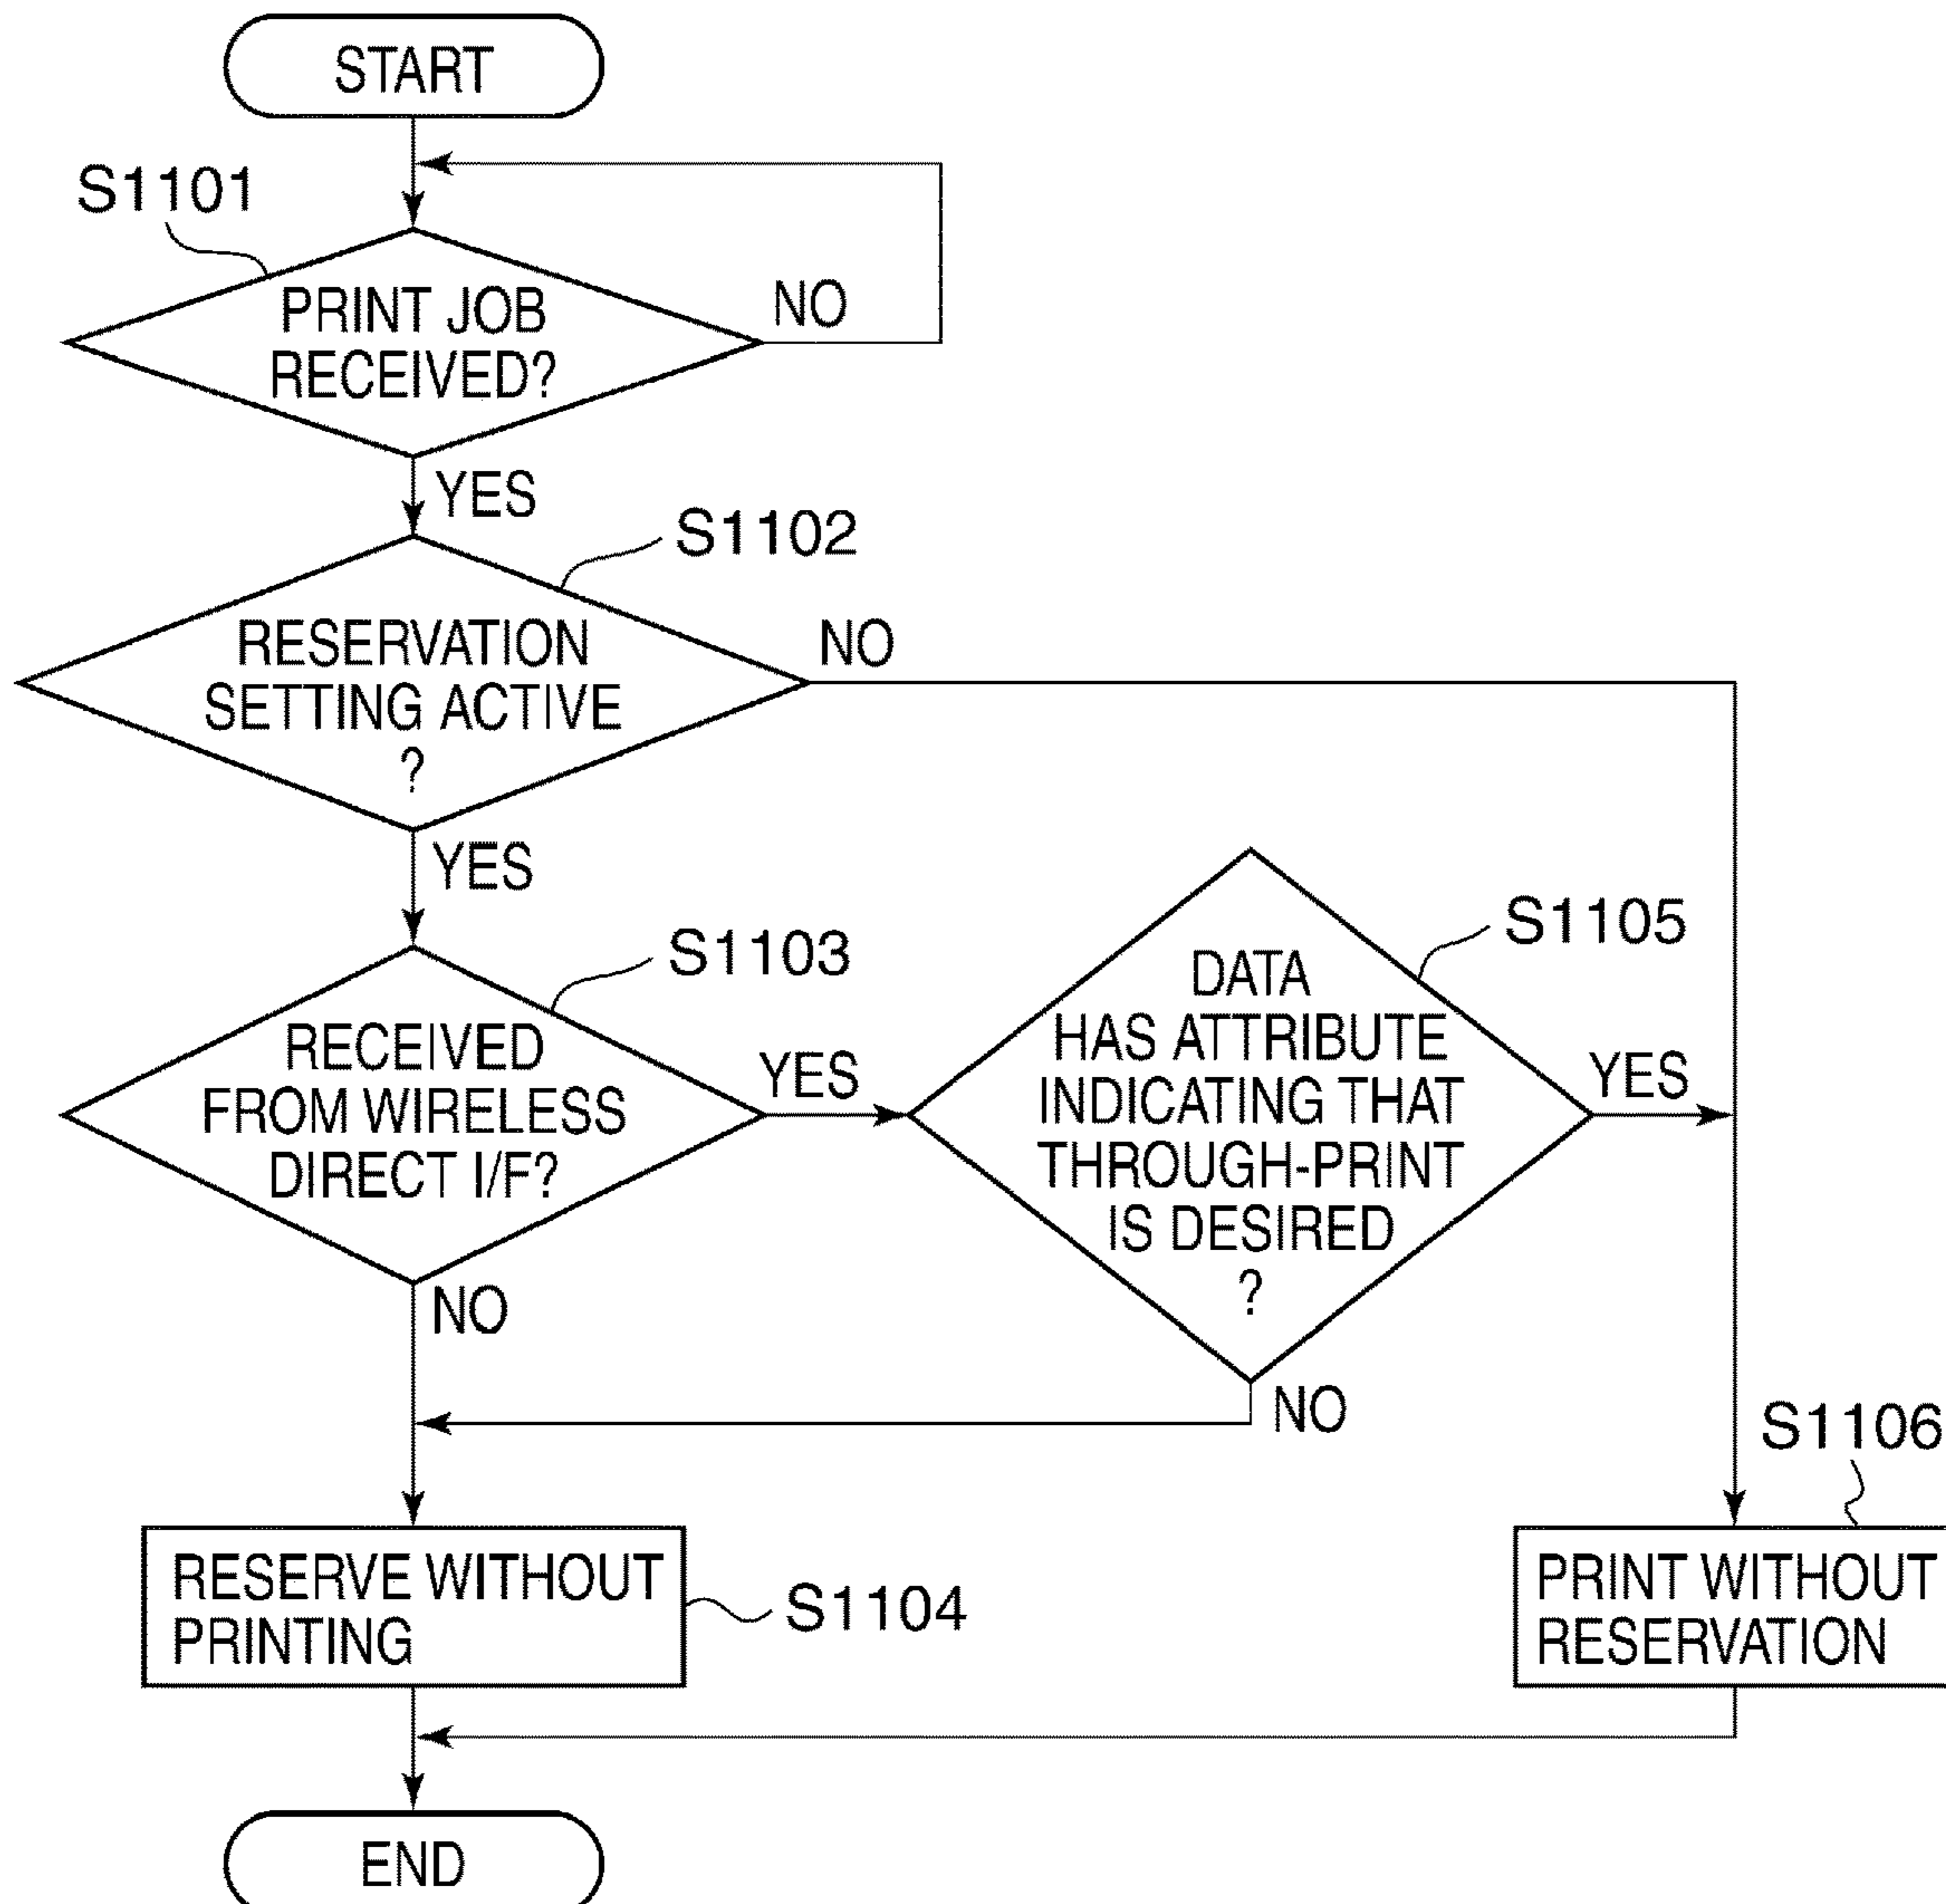 START
S1101
PRINT JOB
RECEIVED?
NO
YES
S1102
RESERVATION
SETTING ACTIVE
?
NO
YES
S1103
RECEIVED
FROM WIRELESS
DIRECT I/F?
YES
NO
S1105
DATA
HAS ATTRIBUTE
INDICATING THAT
THROUGH-PRINT
IS DESIRED
?
YES
NO
S1106
RESERVE WITHOUT
PRINTING
S1104
PRINT WITHOUT
RESERVATION
END